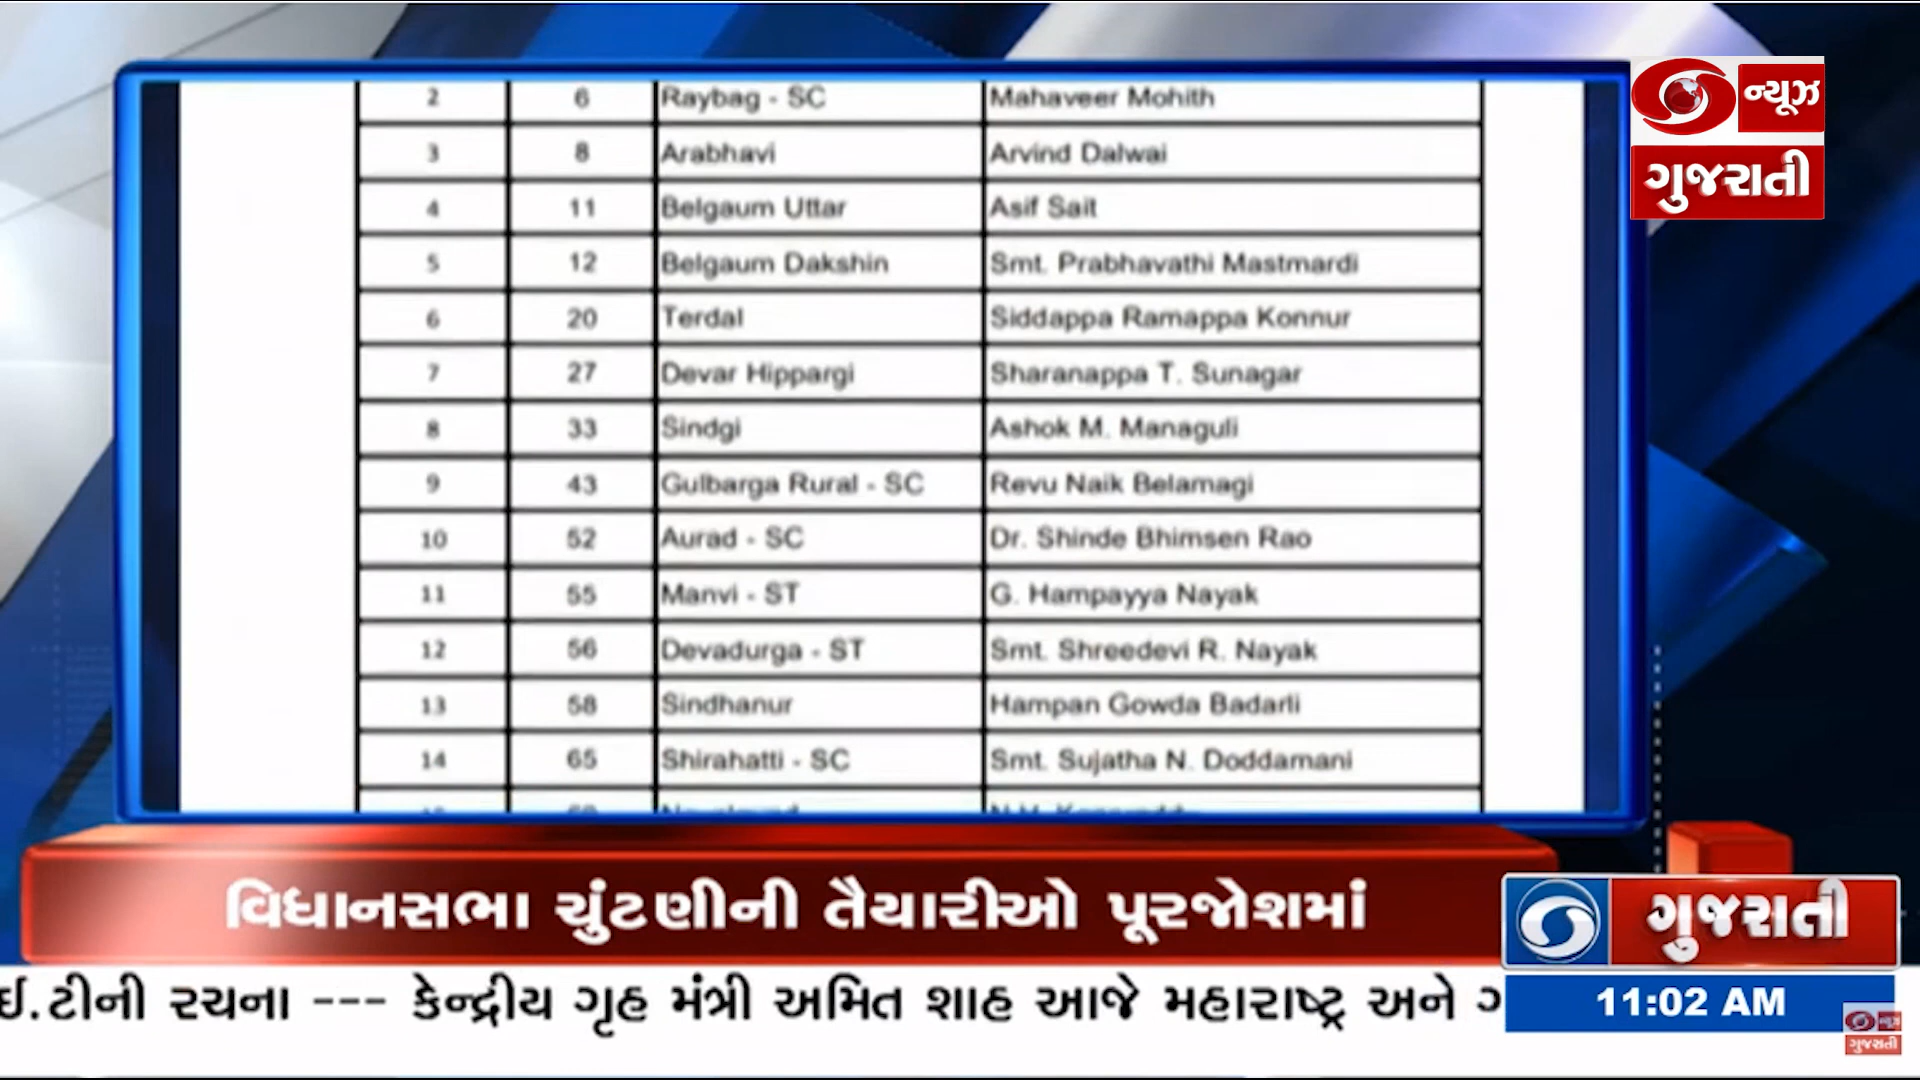 2 6 Raybag - SC Mahaveer Mohith
3 8 Arabhavi Arvind Dalwai
4 11 Belgaum Uttar Asif Sait
5 12 Belgaum Dakshin Smt. Prabhavathi Mastmardi
6 20 Terdal Siddappa Ramappa Konnur
7 27 Devar Hippargi Sharanappa T. Sunagar
8 33 Sindgi Ashok M. Managuli
9 43 Gulbarga Rural - SC Revu Naik Belamagi
10 52 Aurad - SC Dr. Shinde Bhimsen Rao
11 55 Manvi - ST G. Hampayya Nayak
12 56 Devadurga - ST Smt. Shreedevi R. Nayak
13 58 Sindhanur Hampan Gowda Badarli
14 65 Shirahatti - SC Smt. Sujatha N. Doddamani
ન્યૂઝ
ગુજરાતી
વિધાનસભા ચુંટણીની તૈયારીઓ પૂરજોશમાં
ગુજરાતી
ઈ.ટીની રચના --- કેન્દ્રીય ગૃહ મંત્રી અમિત શાહ આજે મહારાષ્ટ્ર અને
11:02 AM
ન્યૂઝ
ગુજરાતી